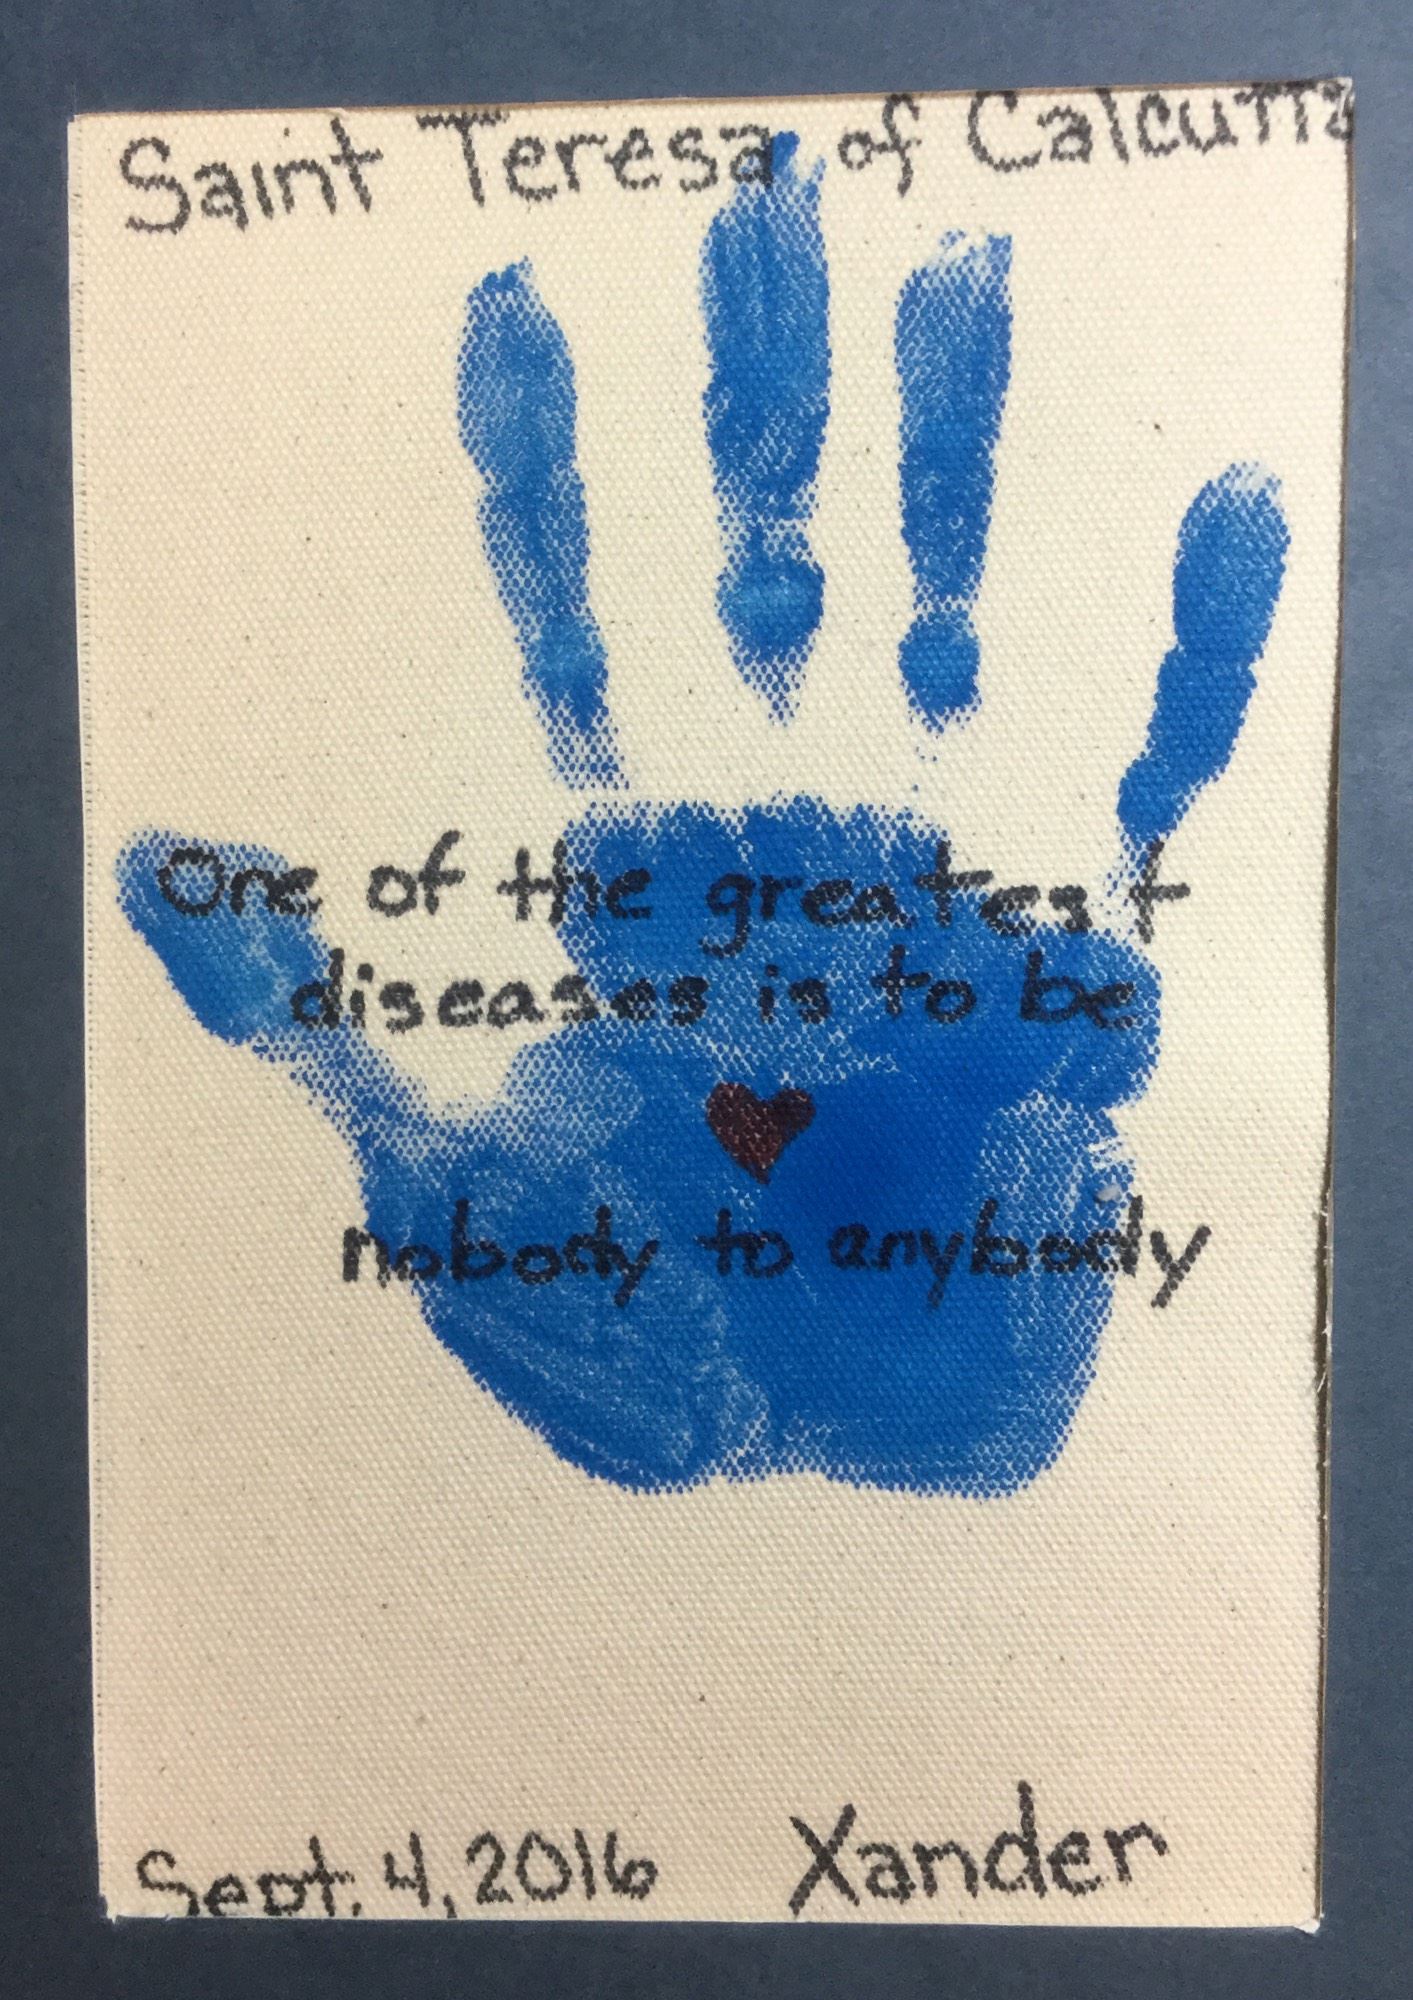 Saint Teresa of Calcutta
One of the greatest
diseases is to be
nobody to anybody
Sept. 4, 2016 Xander